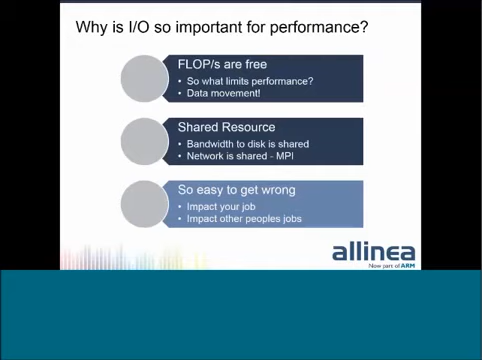 Why is I/O so important for performance?
FLOP/s are free
• So what limits performance?
• Data movement!
Shared Resource
• Bandwidth to disk is shared
• Network is shared - MPI
So easy to get wrong
• Impact your job
• Impact other peoples jobs
allinea
Now part of ARM